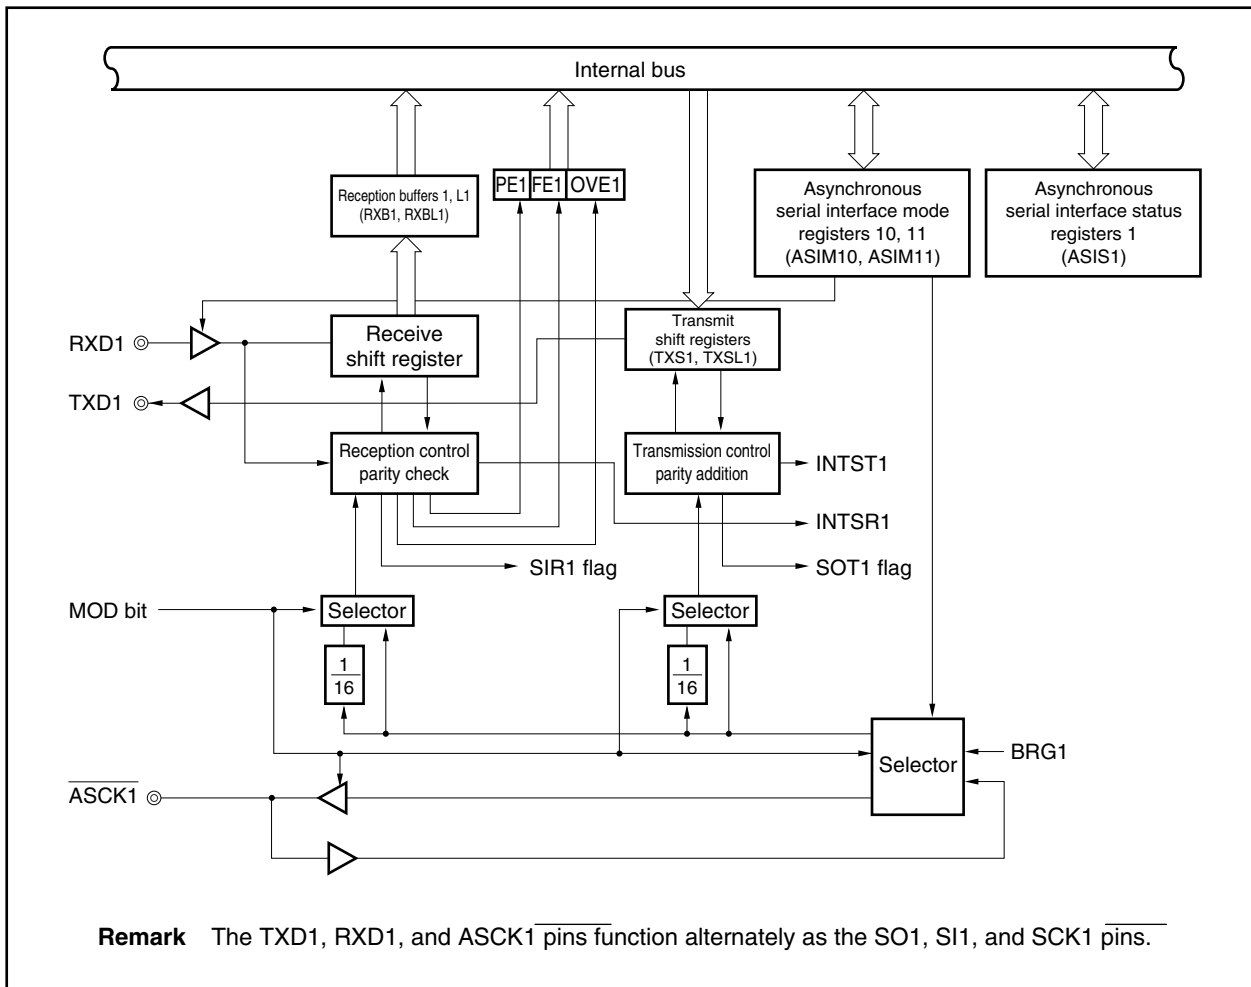 Internal bus
Reception buffers 1, L1
(RXB1, RXBL1)
PE1 FE1 OVE1
Asynchronous
serial interface mode
registers 10, 11
(ASIM10, ASIM11)
Asynchronous
serial interface status
registers 1
(ASIS1)
RXD1
Receive
shift register
Transmit
shift registers
(TXS1, TXSL1)
TXD1
Reception control
parity check
Transmission control
parity addition
INTST1
INTSR1
SIR1 flag
SOT1 flag
MOD bit
Selector
Selector
1
16
1
16
Selector
BRG1
ASCK1
Remark The TXD1, RXD1, and ASCK1 pins function alternately as the SO1, SI1, and SCK1 pins.